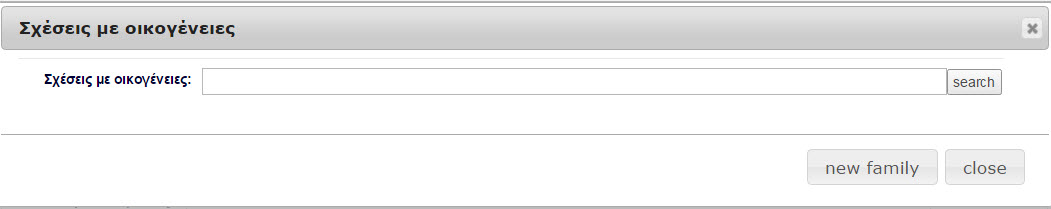 Σχέσεις με οικογένειες
Σχέσεις με οικογένειες: search
new family close